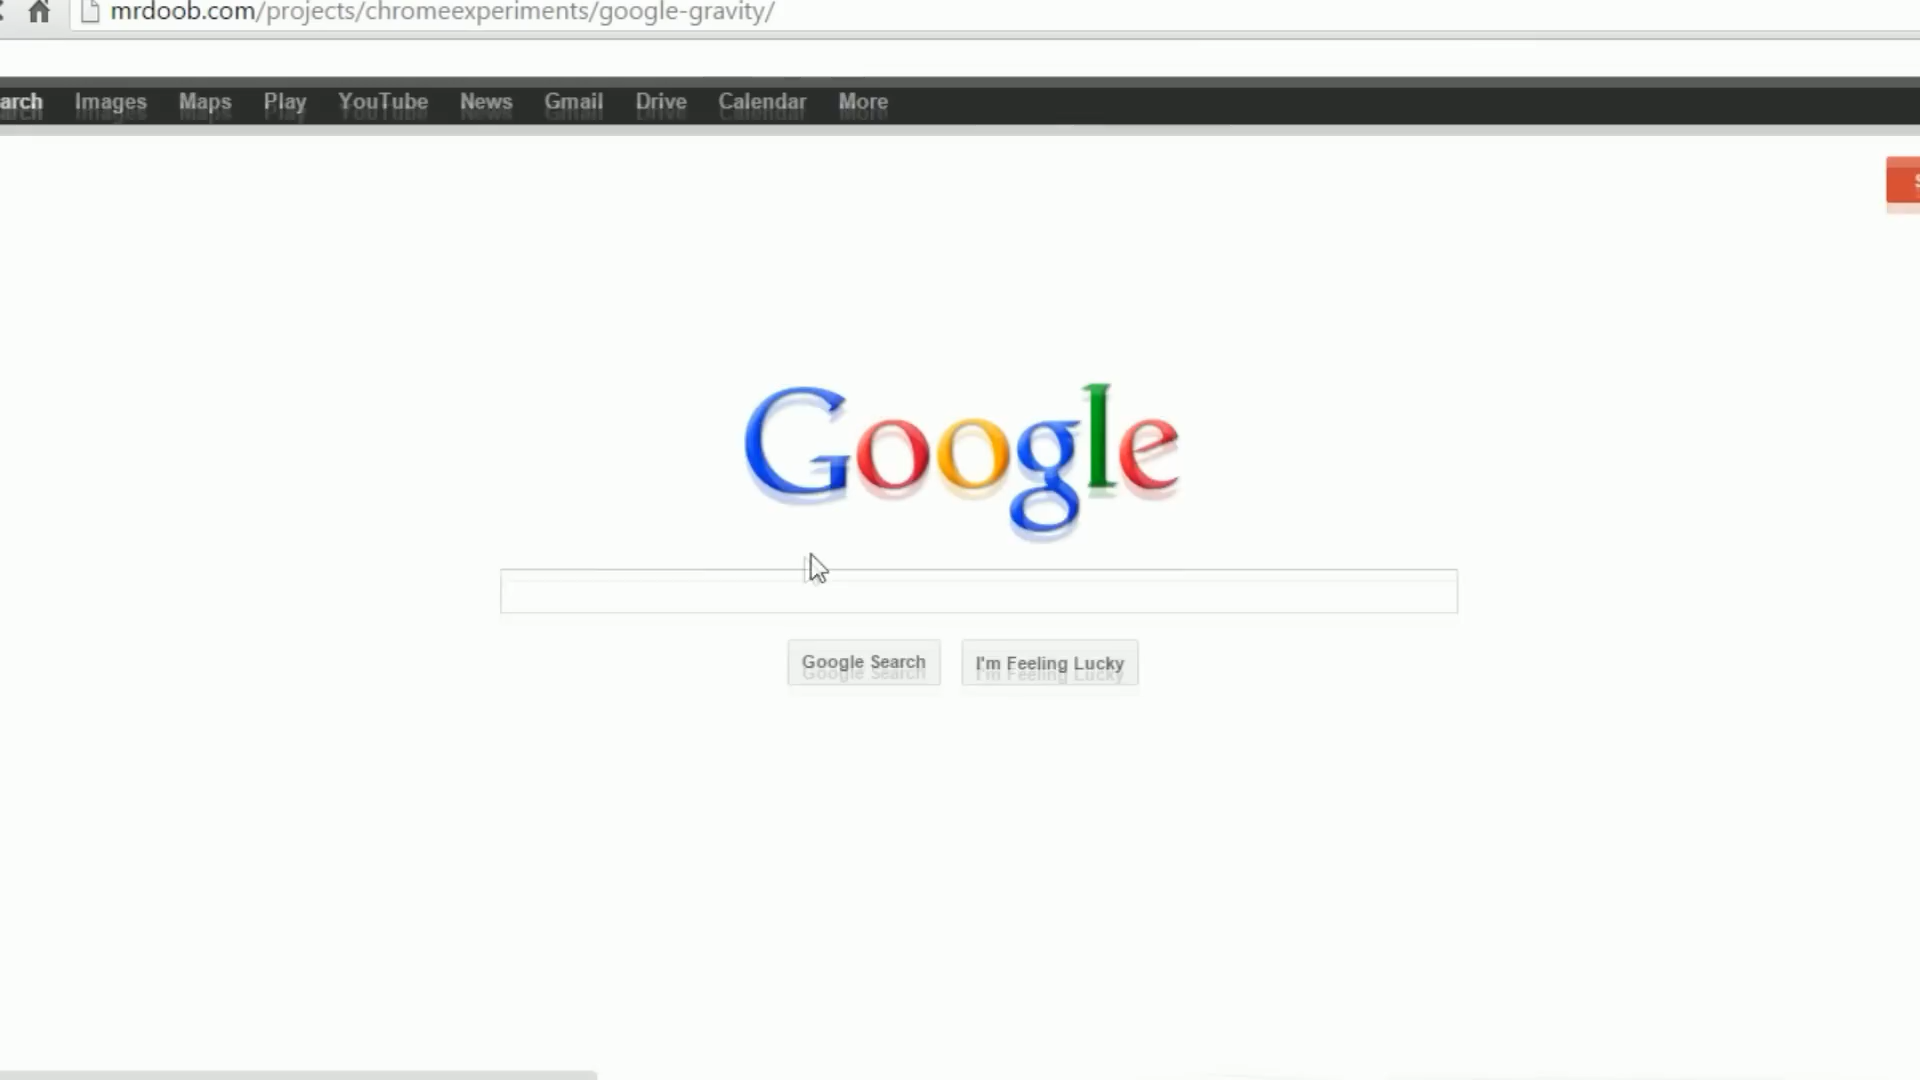 mrdoob.com/projects/chromeexperiments/google-gravity/
arch Images Maps Play YouTube News Gmail Drive Calendar More
S
Google
Google Search I'm Feeling Lucky